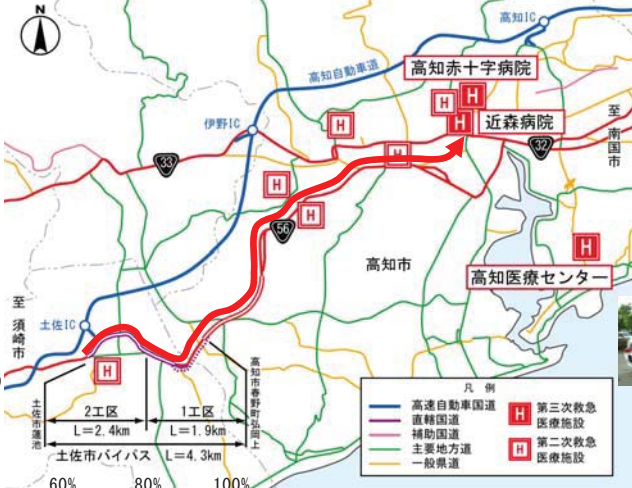 N
高知IC
高知自動車道
高知赤十字病院
H
H
伊野IC
H
H
近森病院
至 南国市
33
H
32
H
H
56
H
高知市
高知医療センター
至 須崎市
土佐IC
H
土佐市蓮池
2工区
1工区
高知市春野町弘岡上
L=2.4km
L=1.9km
土佐市バイパス L=4.3km
60% 80% 100%
凡例
高速自動車国道
直轄国道
補助国道
主要地方道
一般県道
H 第三次救急医療施設
H 第二次救急医療施設